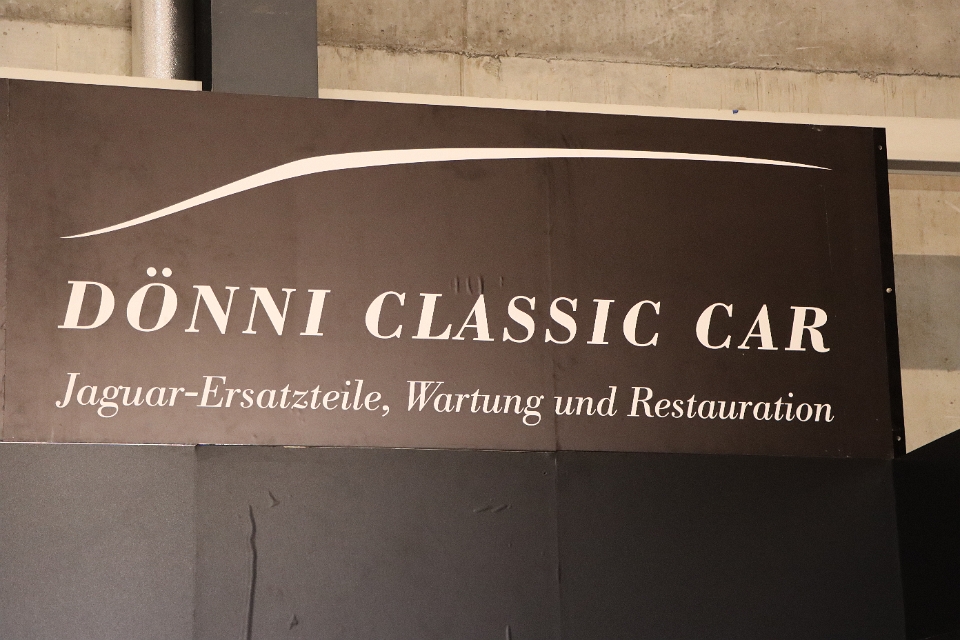 DÖNNI CLASSIC CAR
Jaguar-Ersatzteile, Wartung und Restauration